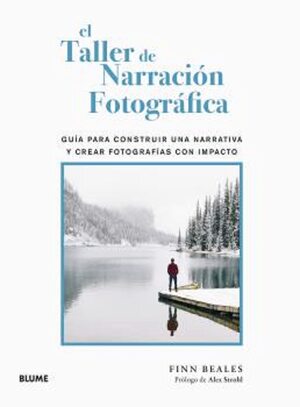 el
Taller de
Narración
Fotográfica
GUÍA PARA CONSTRUIR UNA NARRATIVA
Y CREAR FOTOGRAFÍAS CON IMPACTO
FINN BEALES
Prólogo de Alex Strohl
BLUME